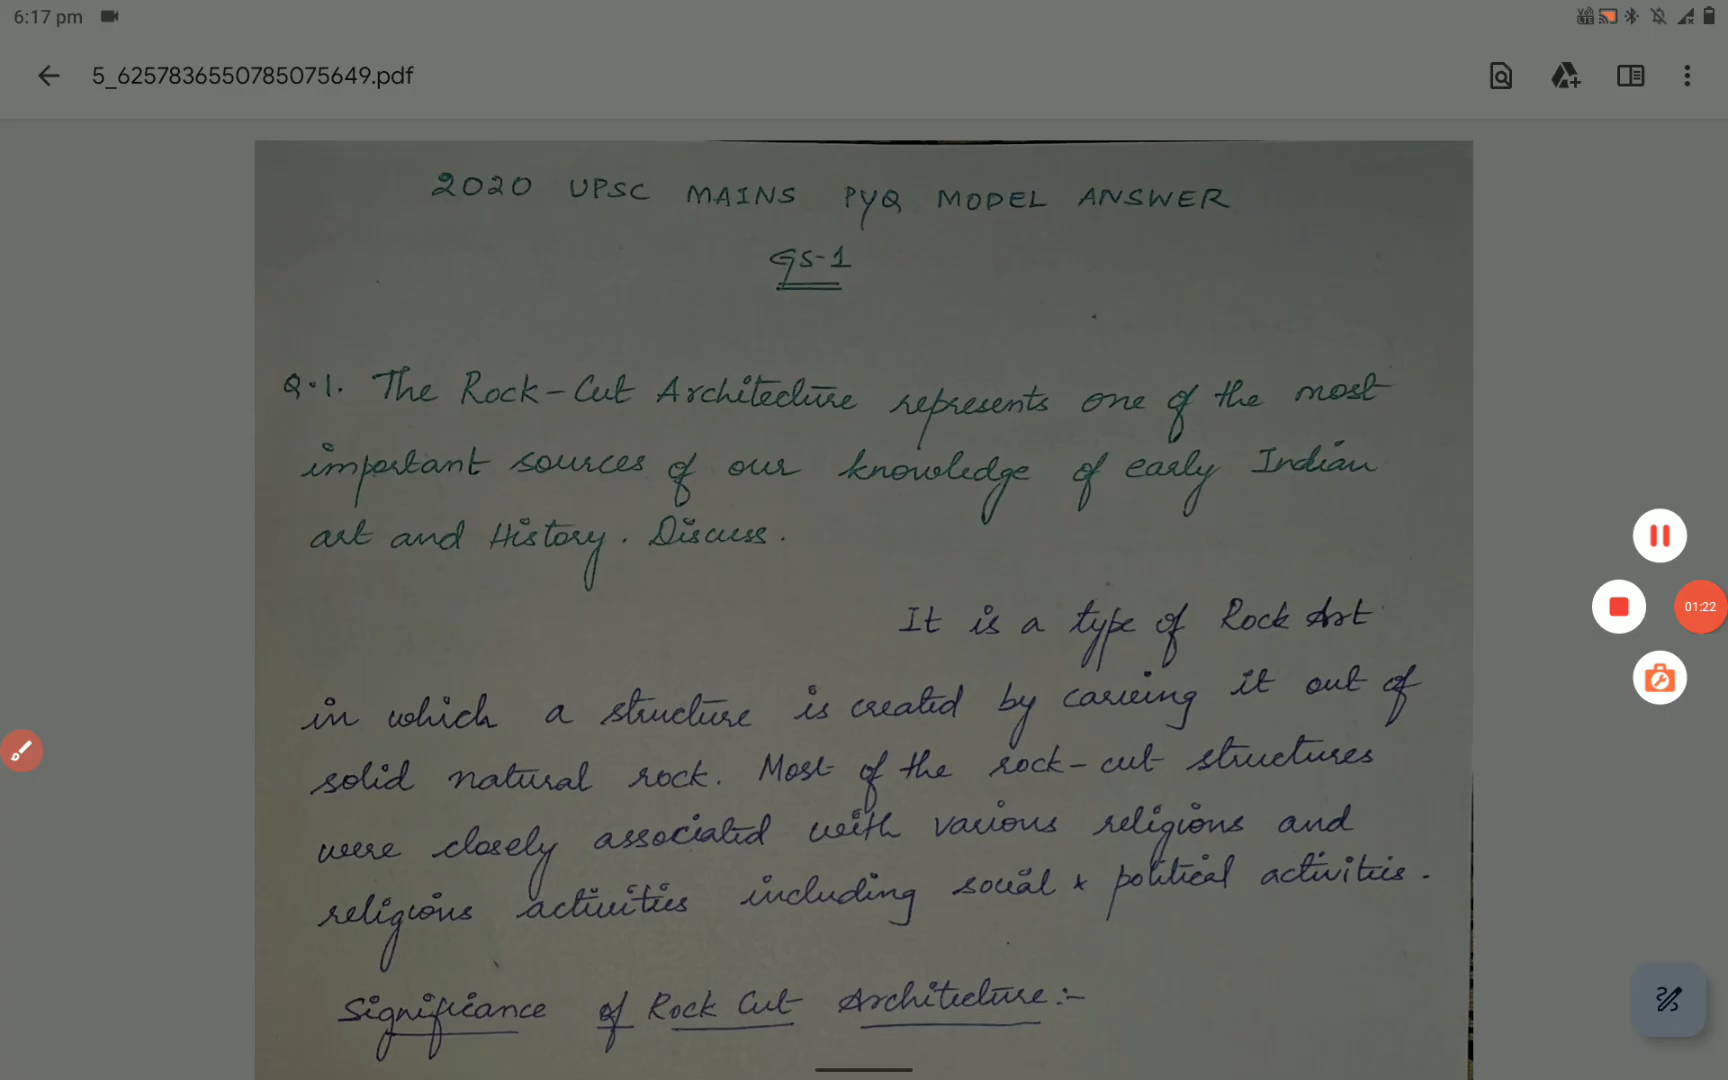 6:17 pm
5_6257836550785075649.pdf
2020 UPSC MAINS PYQ MODEL ANSWER
GS-1
Q.1. The Rock-Cut Architecture represents one of the most
important sources of our knowledge of early Indian
art and History. Discuss.
It is a type of Rock Art
in which a structure is created by carving it out of
solid natural rock. Most of the rock-cut structures
were closely associated with various religions and
religions activities including social & political activities.
Significance of Rock Cut Architecture:-
01:22